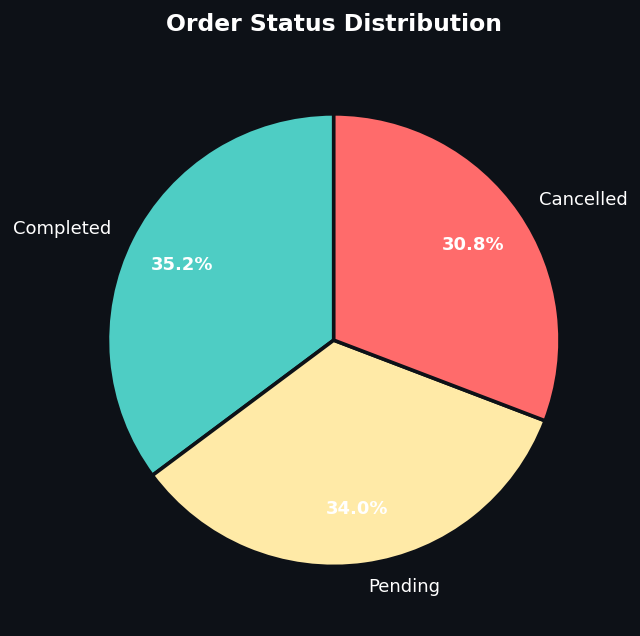 Order Status Distribution
Cancelled
Completed
30.8%
35.2%
34.0%
Pending